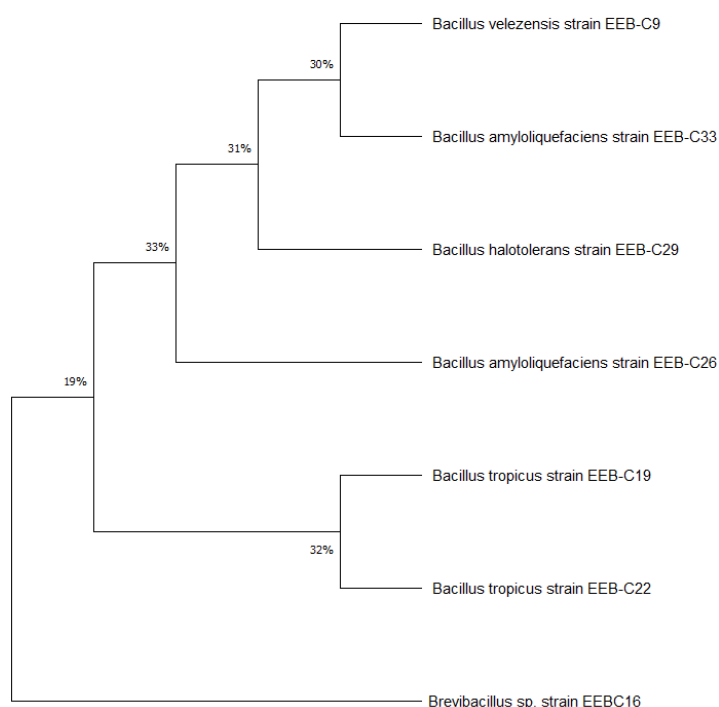 Bacillus velezensis strain EEB-C9
30%
Bacillus amyloliquefaciens strain EEB-C33
31%
Bacillus halotolerans strain EEB-C29
33%
Bacillus amyloliquefaciens strain EEB-C26
19%
Bacillus tropicus strain EEB-C19
32%
Bacillus tropicus strain EEB-C22
Brevibacillus sp. strain EEBC16